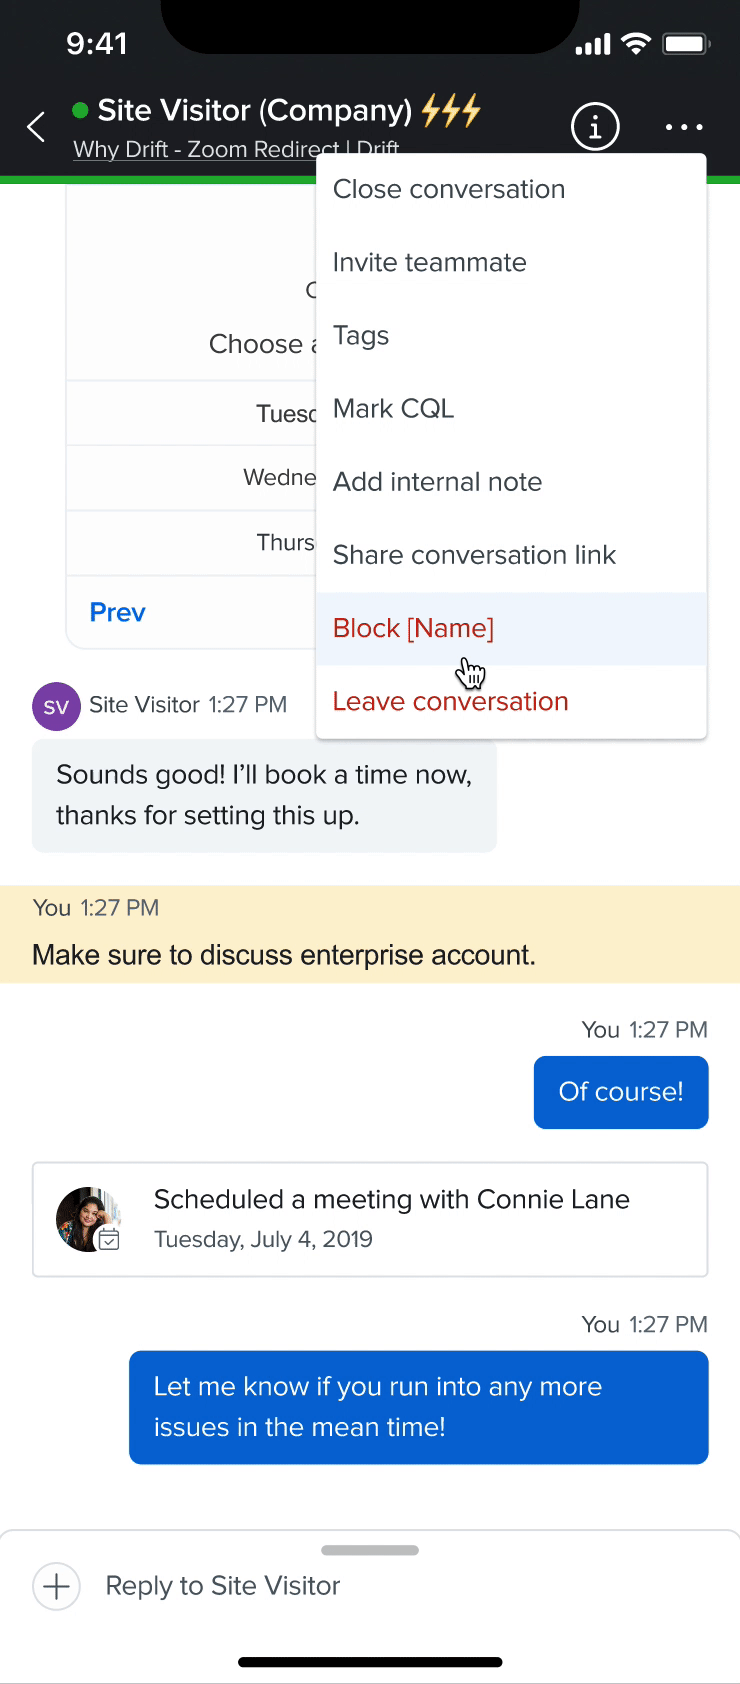 9:41
Site Visitor (Company) ⚡⚡⚡
Why Drift - Zoom Redirect | Drift
Close conversation
Invite teammate
Choose
Tags
Mark CQL
Add internal note
Share conversation link
Prev
Block [Name]
Leave conversation
SV Site Visitor 1:27 PM
Sounds good! I’ll book a time now,
thanks for setting this up.
You 1:27 PM
Make sure to discuss enterprise account.
You 1:27 PM
Of course!
Scheduled a meeting with Connie Lane
Tuesday, July 4, 2019
You 1:27 PM
Let me know if you run into any more
issues in the mean time!
Reply to Site Visitor